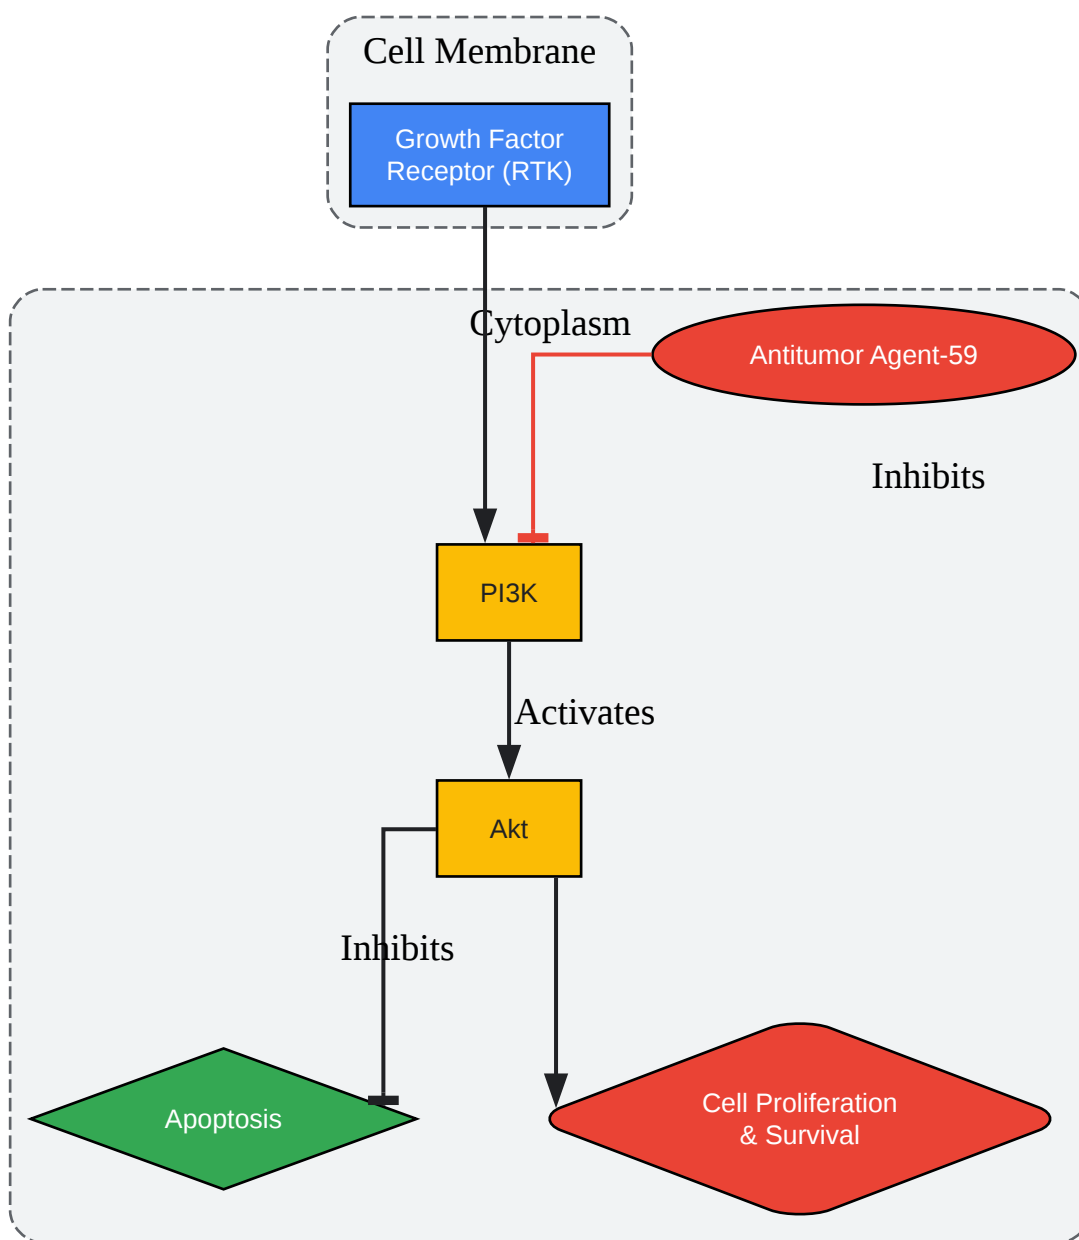 Cell Membrane
Growth Factor
Receptor (RTK)
Cytoplasm
Antitumor Agent-59
Inhibits
PI3K
Activates
Akt
Inhibits
Apoptosis
Cell Proliferation
& Survival